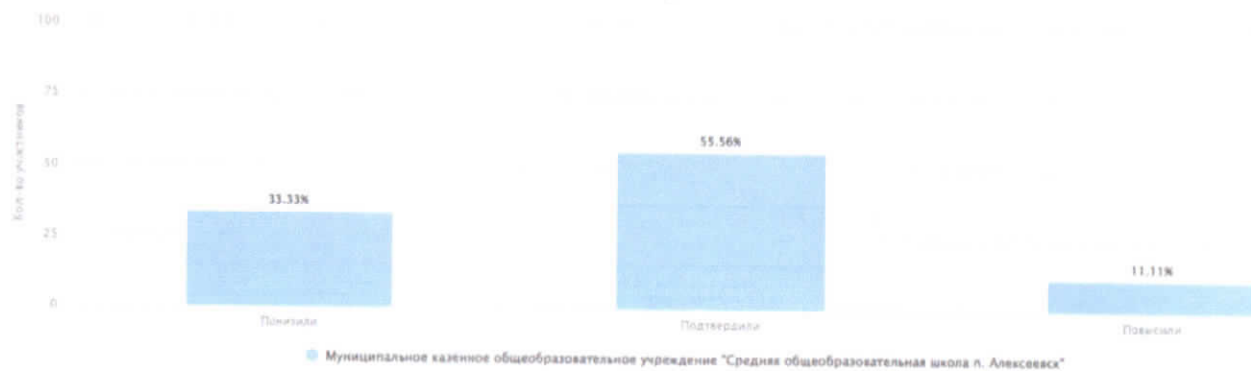 100
75
50
25
0
Кол-во участников
33.33%
55.56%
11.11%
Понизили
Подтвердили
Повысили
Муниципальное казенное общеобразовательное учреждение "Средняя общеобразовательная школа п. Алексеевск"